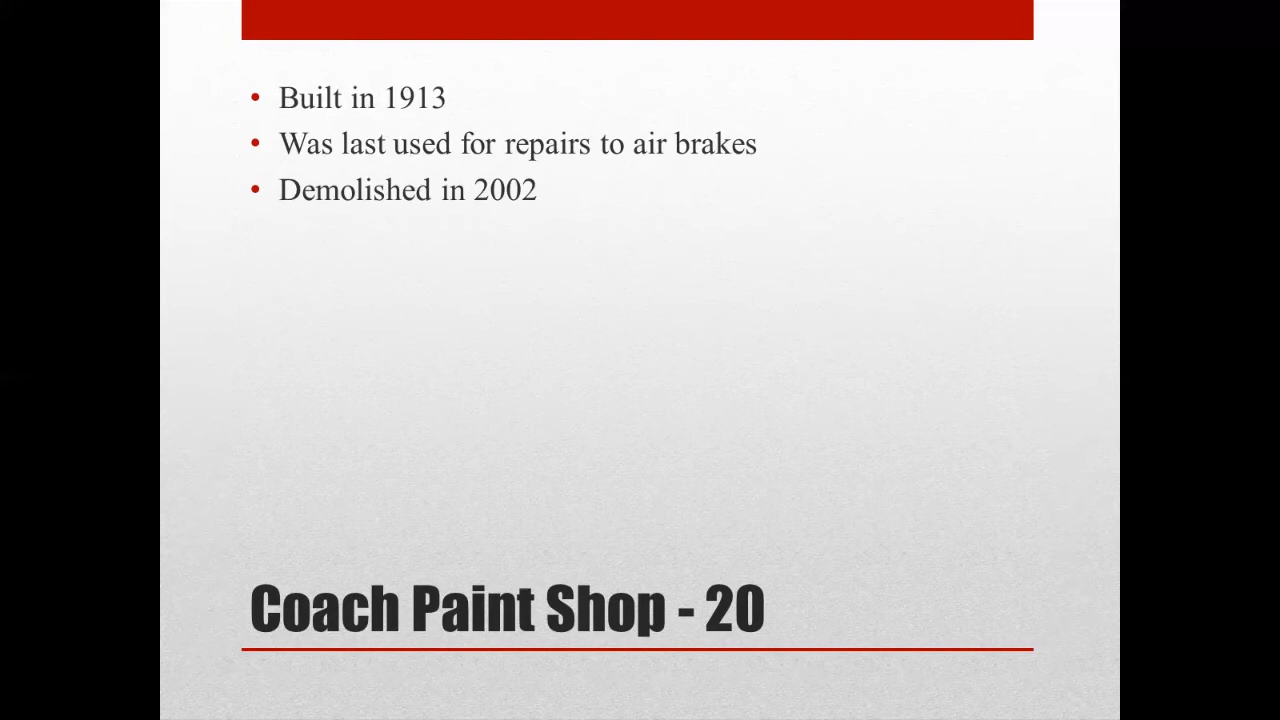 • Built in 1913
• Was last used for repairs to air brakes
• Demolished in 2002
Coach Paint Shop - 20